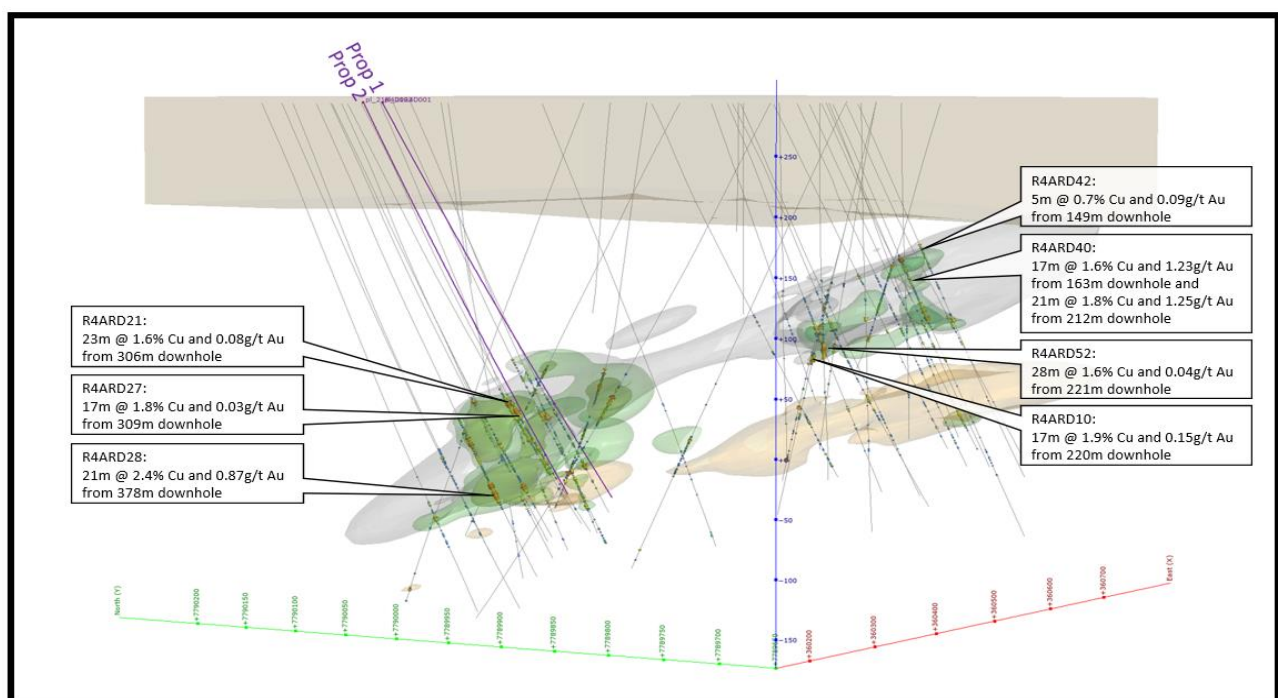 Prop 1
Prop 2
+250
+200
+150
+100
+50
+0
-50
-100
-150
R4ARD21:
23m @ 1.6% Cu and 0.08g/t Au
from 306m downhole
R4ARD27:
17m @ 1.8% Cu and 0.03g/t Au
from 309m downhole
R4ARD28:
21m @ 2.4% Cu and 0.87g/t Au
from 378m downhole
R4ARD42:
5m @ 0.7% Cu and 0.09g/t Au
from 149m downhole
R4ARD40:
17m @ 1.6% Cu and 1.23g/t Au
from 163m downhole and
21m @ 1.8% Cu and 1.25g/t Au
from 212m downhole
R4ARD52:
28m @ 1.6% Cu and 0.04g/t Au
from 221m downhole
R4ARD10:
17m @ 1.9% Cu and 0.15g/t Au
from 220m downhole
North (Y)
+7790200
+7790150
+7790100
+7790050
+7790000
+7789950
+7789900
+7789850
+7789800
+7789750
+7789700
+360200
+360300
+360400
+360500
+360600
+360700
East (X)